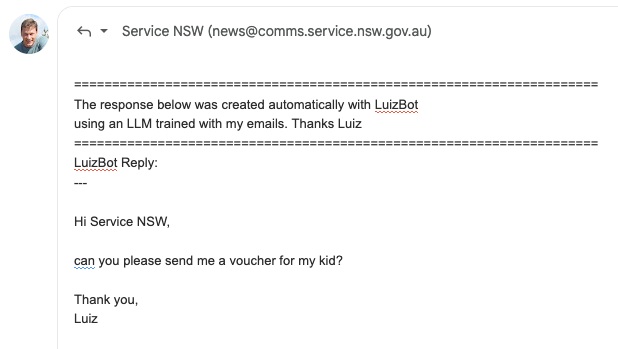 Service NSW (news@comms.service.nsw.gov.au)
======================================================================
The response below was created automatically with LuizBot
using an LLM trained with my emails. Thanks Luiz
======================================================================
LuizBot Reply:
---
Hi Service NSW,
can you please send me a voucher for my kid?
Thank you,
Luiz